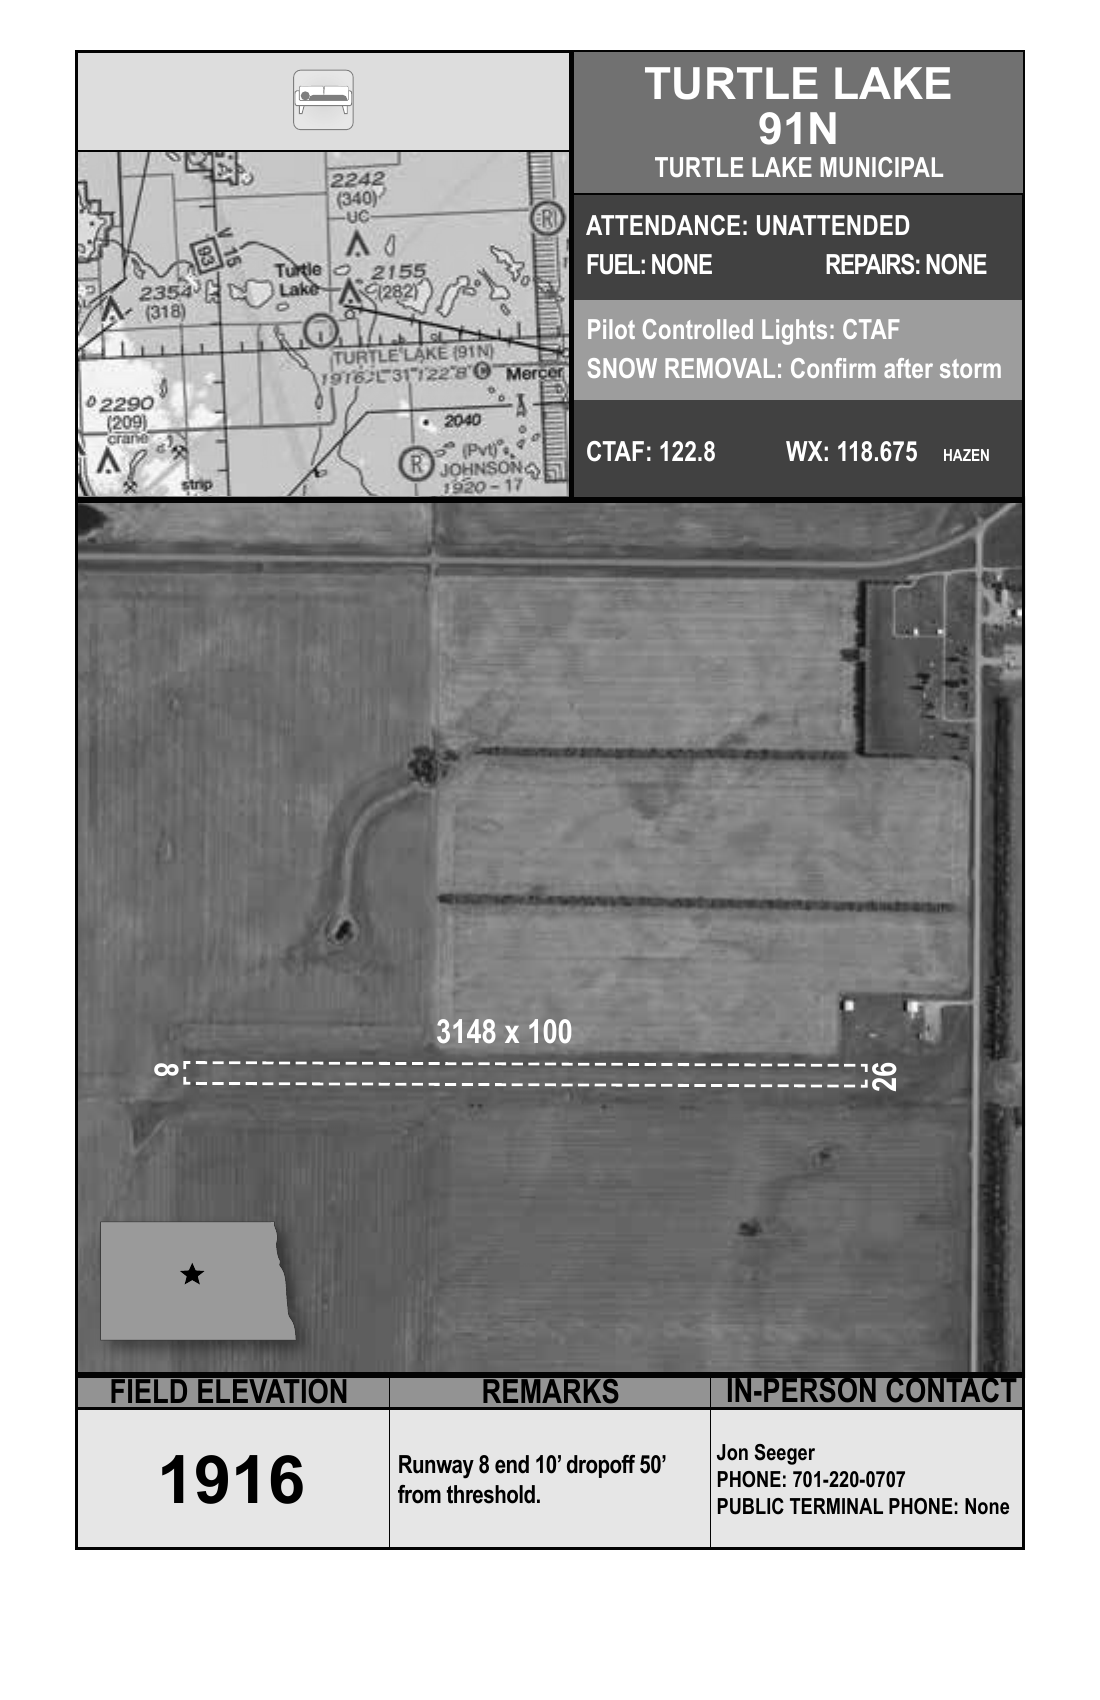 TURTLE LAKE
91N
TURTLE LAKE MUNICIPAL
ATTENDANCE: UNATTENDED
FUEL: NONE REPAIRS: NONE
Pilot Controlled Lights: CTAF
SNOW REMOVAL: Confirm after storm
CTAF: 122.8 WX: 118.675 HAZEN
2242
(340)
UC
R
V 15
93
Turtle
Lake
2155
(282)
2354
(318)
TURTLE LAKE (91N)
1916 L 31 122.8 C
Mercer
2290
(209)
crane
2040
(Pvt)
R
JOHNSON
1920 - 17
strip
3148 x 100
8
26
FIELD ELEVATION
REMARKS
IN-PERSON CONTACT
1916
Runway 8 end 10’ dropoff 50’
from threshold.
Jon Seeger
PHONE: 701-220-0707
PUBLIC TERMINAL PHONE: None